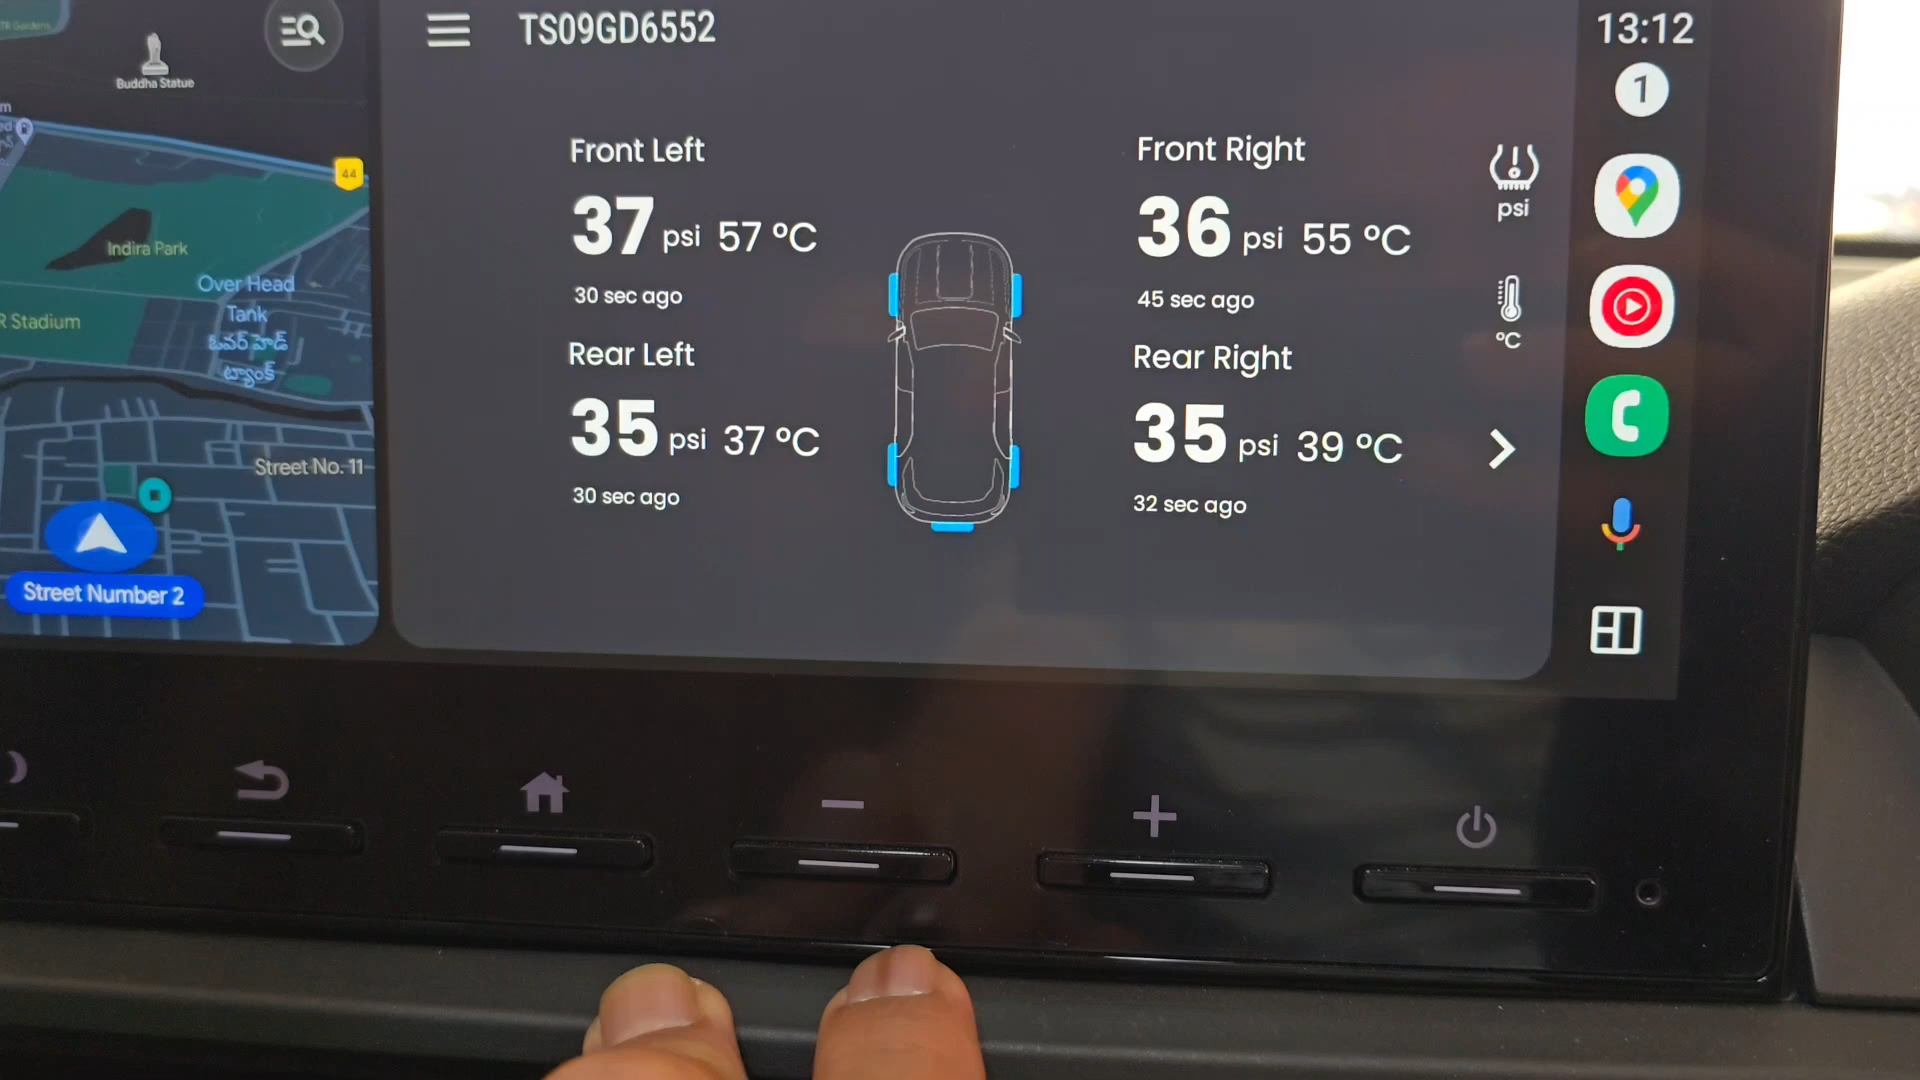 TR Gardens
Buddha Statue
44
Indira Park
Over Head
Tank
ఓవర్ హెడ్
ట్యాంక్
R Stadium
Street No. 11
Street Number 2
TS09GD6552
Front Left
37 psi 57 °C
30 sec ago
Front Right
36 psi 55 °C
45 sec ago
Rear Left
35 psi 37 °C
30 sec ago
Rear Right
35 psi 39 °C
32 sec ago
psi
°C
13:12
1